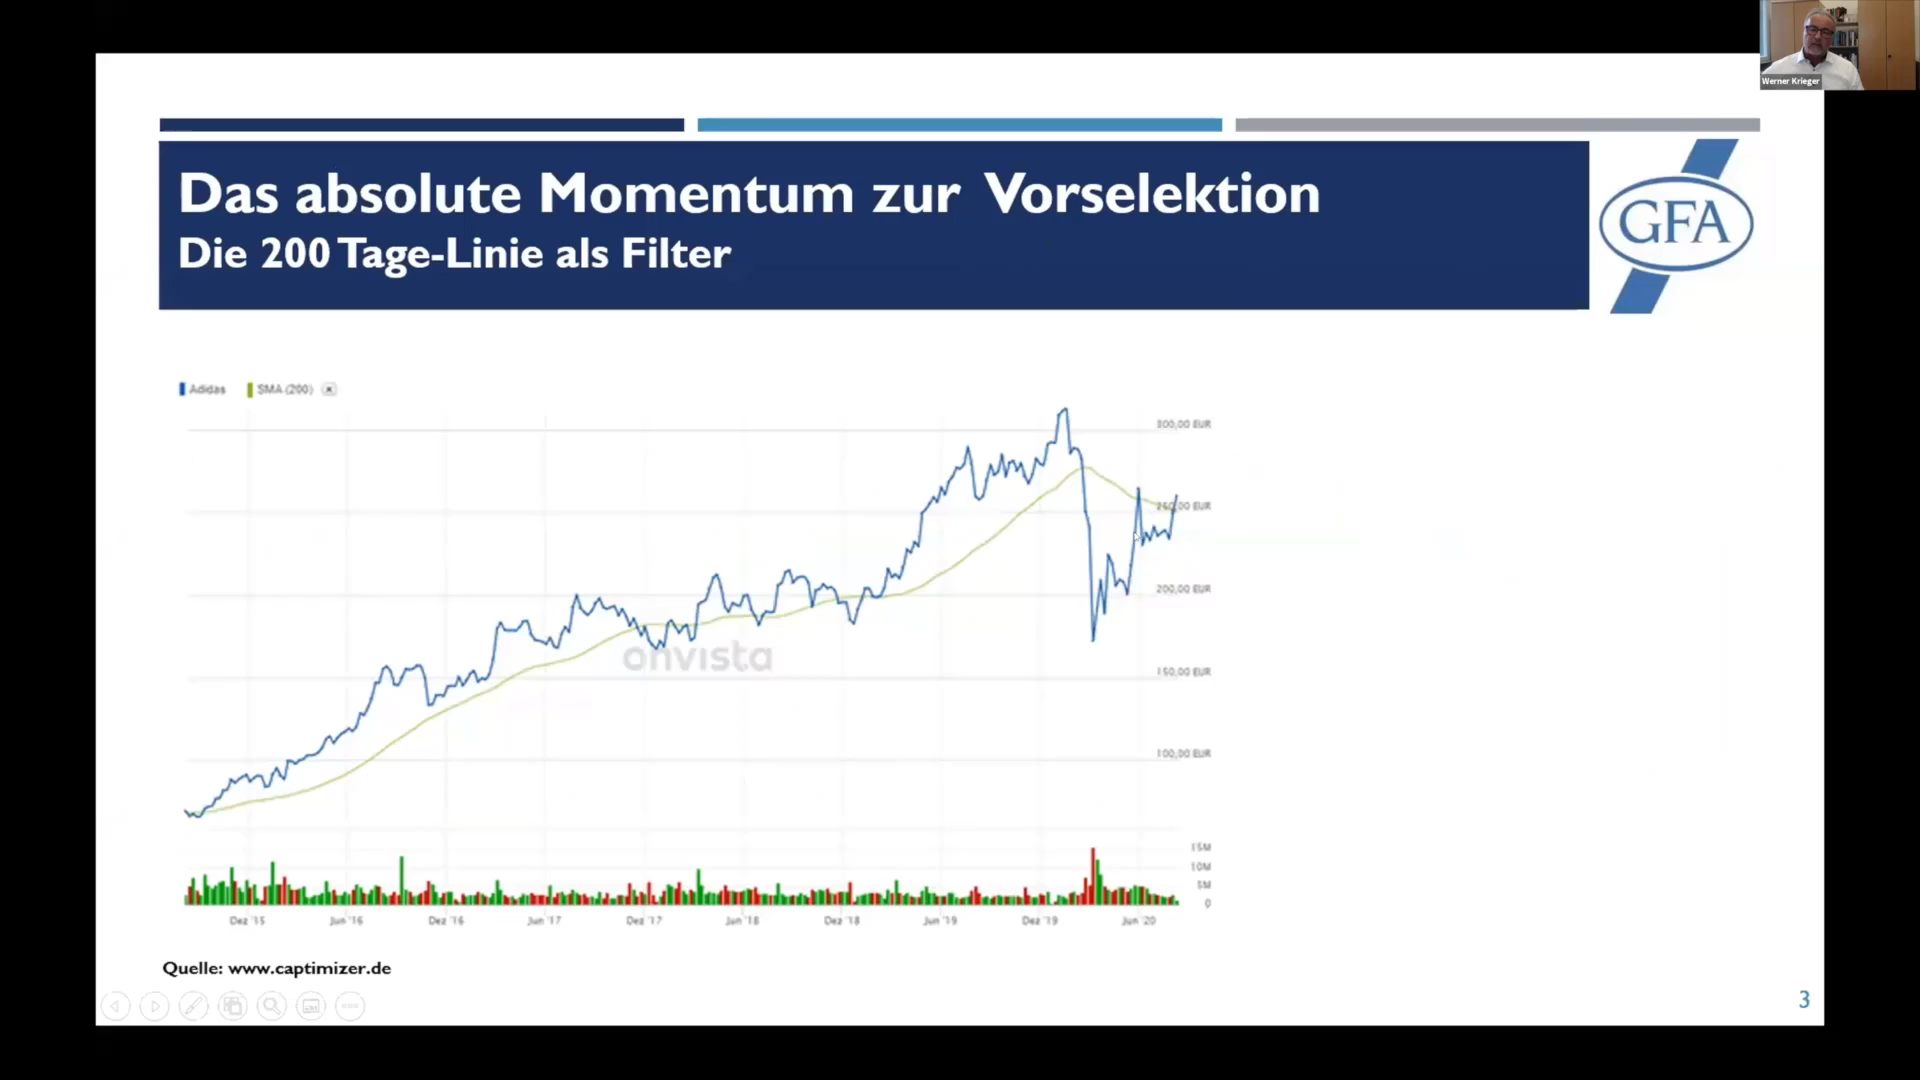 Werner Krieger
Das absolute Momentum zur Vorselektion
Die 200 Tage-Linie als Filter
GFA
Adidas SMA (200)
300,00 EUR
250,00 EUR
200,00 EUR
150,00 EUR
100,00 EUR
onvista
15M
10M
5M
0
Dez '15 Jun '16 Dez '16 Jun '17 Dez '17 Jun '18 Dez '18 Jun '19 Dez '19 Jun '20
Quelle: www.captimizer.de
3